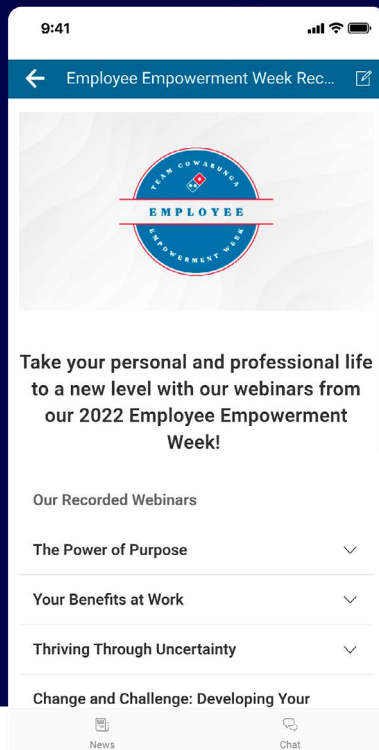 9:41
Employee Empowerment Week Rec...
TEAM COWABUNGA
EMPLOYEE
EMPOWERMENT WEEK
Take your personal and professional life
to a new level with our webinars from
our 2022 Employee Empowerment
Week!
Our Recorded Webinars
The Power of Purpose
Your Benefits at Work
Thriving Through Uncertainty
Change and Challenge: Developing Your
News
Chat